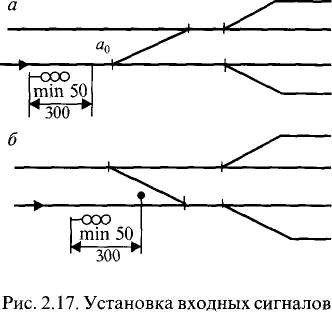 а
a₀
min 50
300
б
min 50
300
Рис. 2.17. Установка входных сигналов